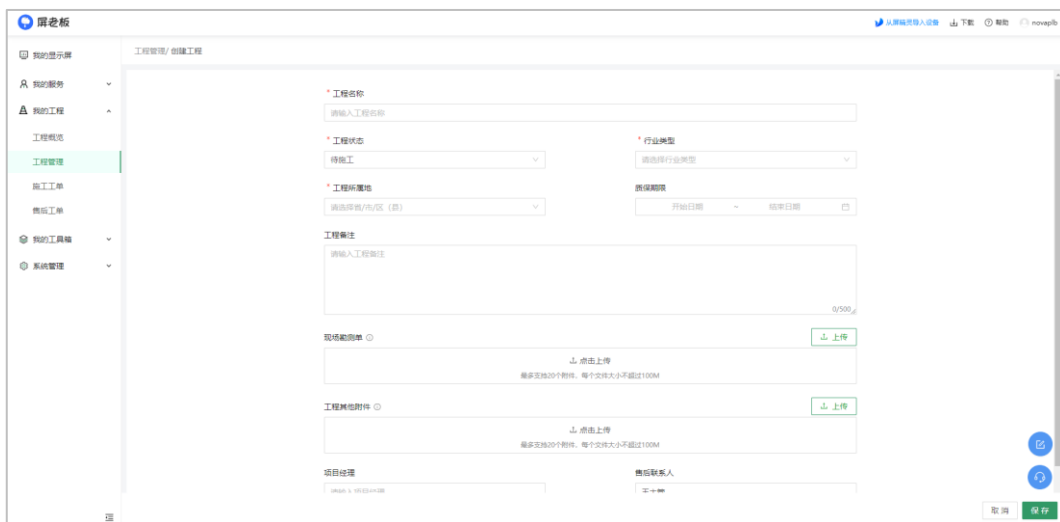 屏老板
从屏精灵导入设备 下载 帮助 novaplb
我的显示屏
工程管理/ 创建工程
我的服务
我的工程
工程概览
工程管理
施工工单
售后工单
我的工具箱
系统管理
* 工程名称
请输入工程名称
* 工程状态
* 行业类型
待施工
请选择行业类型
* 工程所属地
质保期限
请选择省/市/区（县）
开始日期 ~ 结束日期
工程备注
请输入工程备注
0/500
现场勘测单
上传
点击上传
最多支持20个附件，每个文件大小不超过100M
工程其他附件
上传
点击上传
最多支持20个附件，每个文件大小不超过100M
项目经理
售后联系人
请输入项目经理
取消 保存